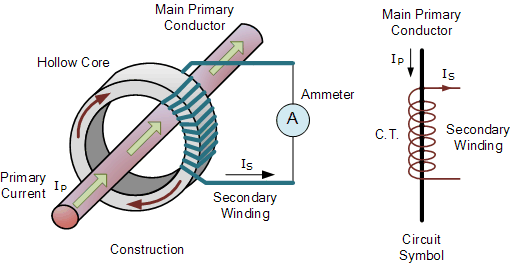 Main Primary
Conductor
Hollow Core
Ammeter
A
Primary
Current
IP
IS
Secondary
Winding
Construction
Main Primary
Conductor
IP
IS
C.T.
Secondary
Winding
Circuit
Symbol